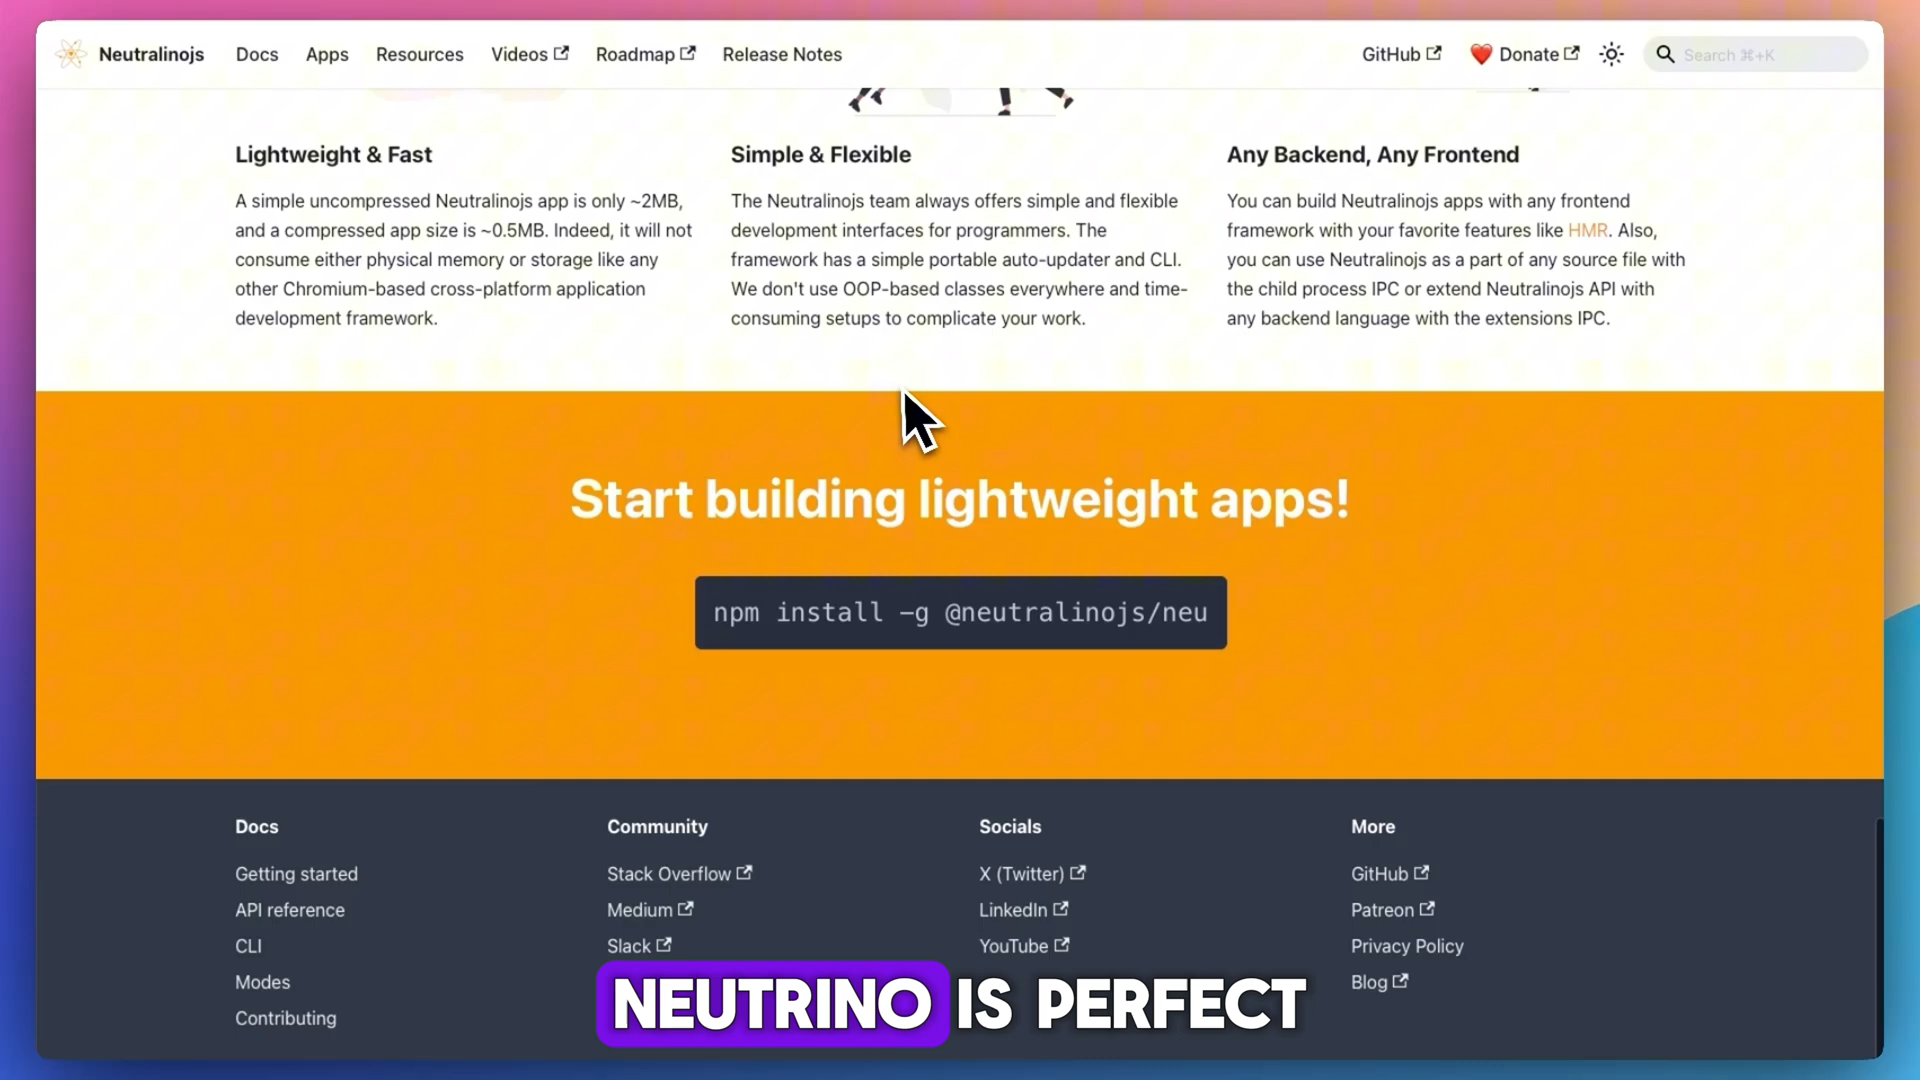 Neutralinojs Docs Apps Resources Videos Roadmap Release Notes GitHub Donate Search ⌘+K
Lightweight & Fast
A simple uncompressed Neutralinojs app is only ~2MB,
and a compressed app size is ~0.5MB. Indeed, it will not
consume either physical memory or storage like any
other Chromium-based cross-platform application
development framework.
Simple & Flexible
The Neutralinojs team always offers simple and flexible
development interfaces for programmers. The
framework has a simple portable auto-updater and CLI.
We don't use OOP-based classes everywhere and time-
consuming setups to complicate your work.
Any Backend, Any Frontend
You can build Neutralinojs apps with any frontend
framework with your favorite features like HMR. Also,
you can use Neutralinojs as a part of any source file with
the child process IPC or extend Neutralinojs API with
any backend language with the extensions IPC.
Start building lightweight apps!
npm install -g @neutralinojs/neu
Docs
Getting started
API reference
CLI
Modes
Contributing
Community
Stack Overflow
Medium
Slack
Socials
X (Twitter)
LinkedIn
YouTube
More
GitHub
Patreon
Privacy Policy
Blog
NEUTRINO IS PERFECT